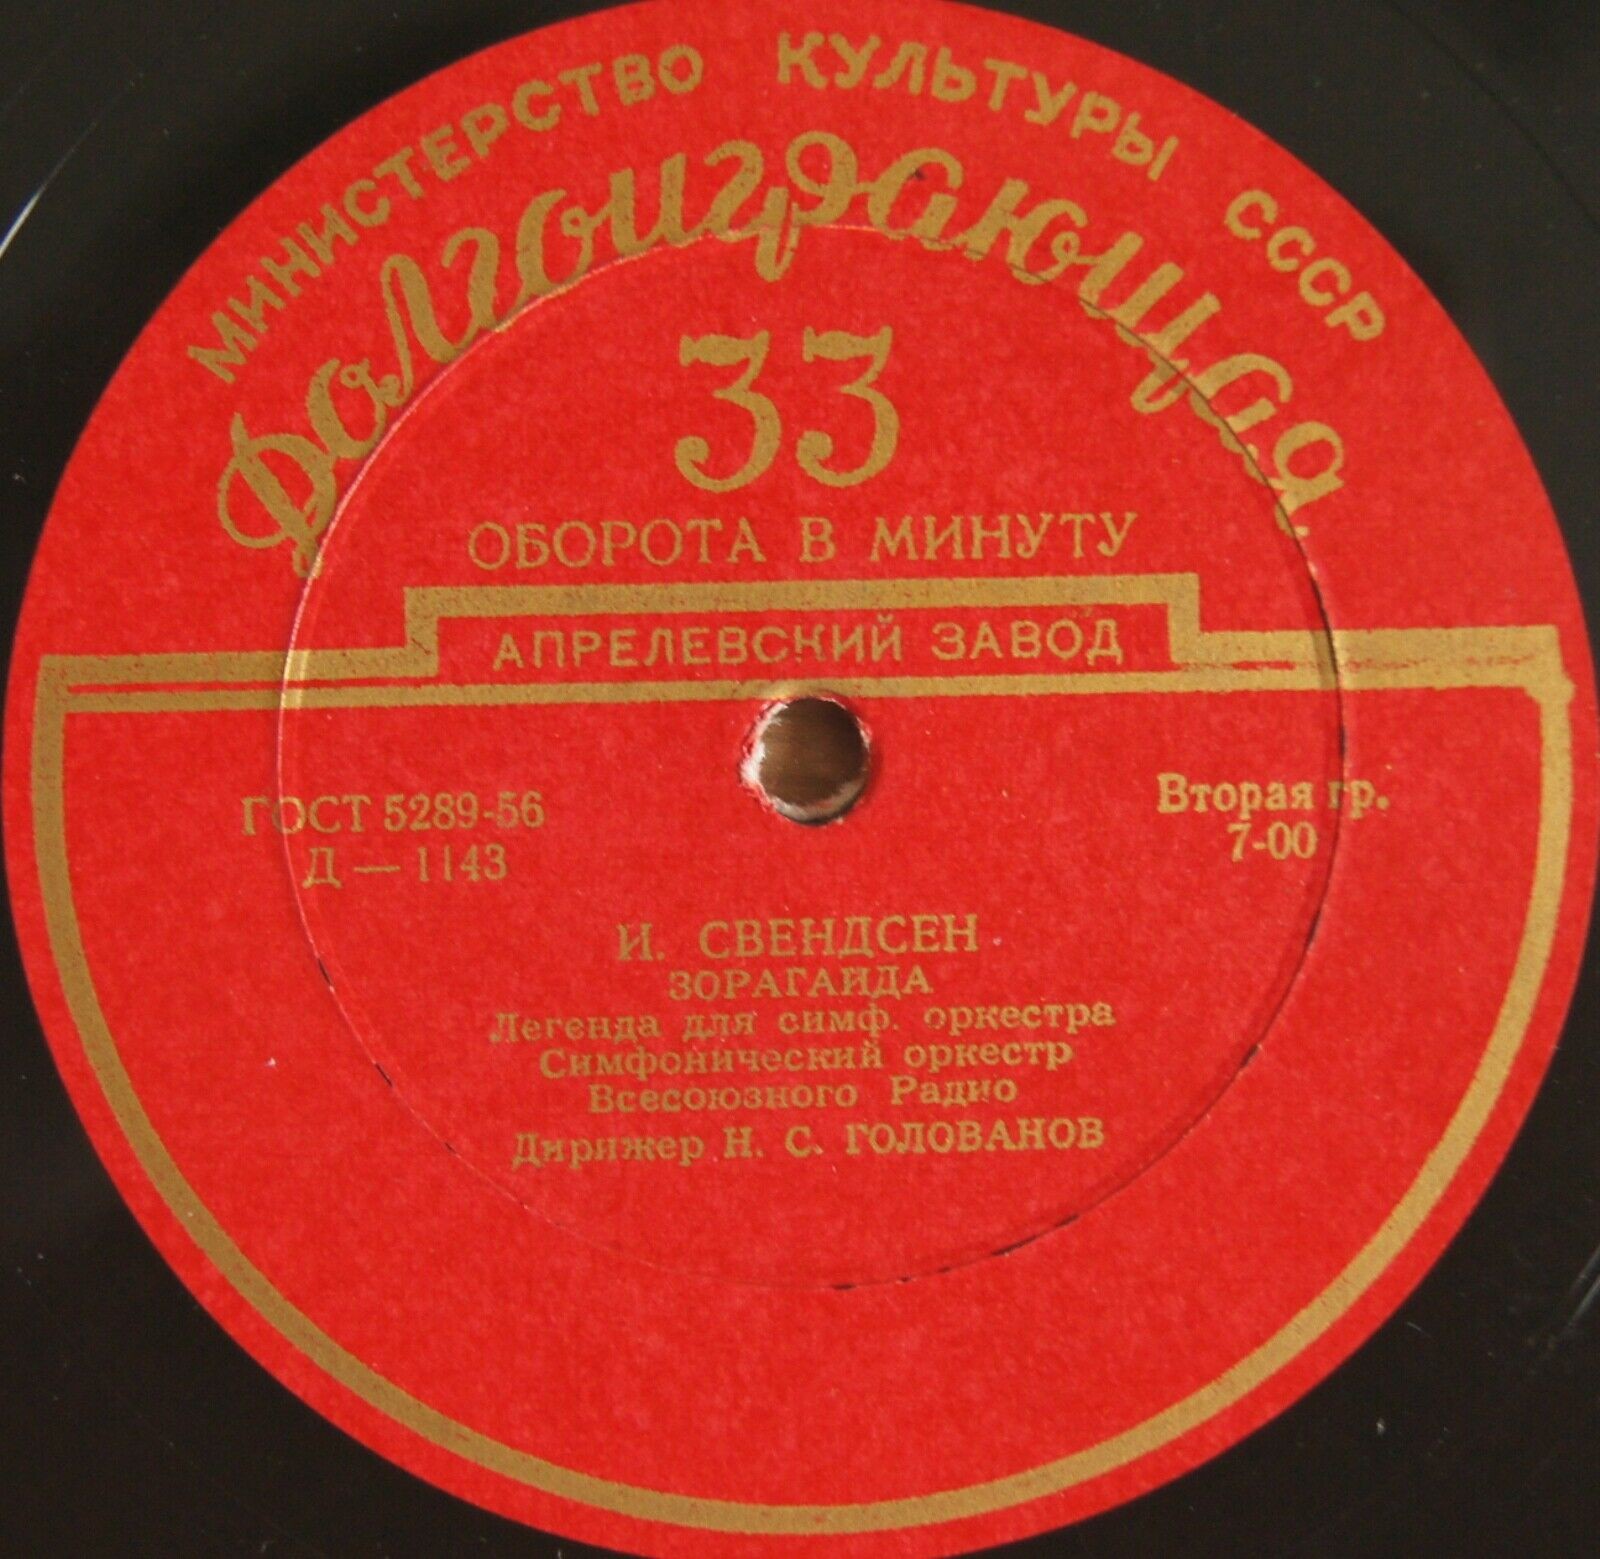 МИНИСТЕРСТВО КУЛЬТУРЫ СССР
Долгоиграющая
33
ОБОРОТА В МИНУТУ
АПРЕЛЕВСКИЙ ЗАВОД
ГОСТ 5289-56
Д — 1143
Вторая гр.
7-00
И. СВЕНДСЕН
ЗОРАГАИДА
Легенда для симф. оркестра
Симфонический оркестр
Всесоюзного Радио
Дирижер Н. С. ГОЛОВАНОВ